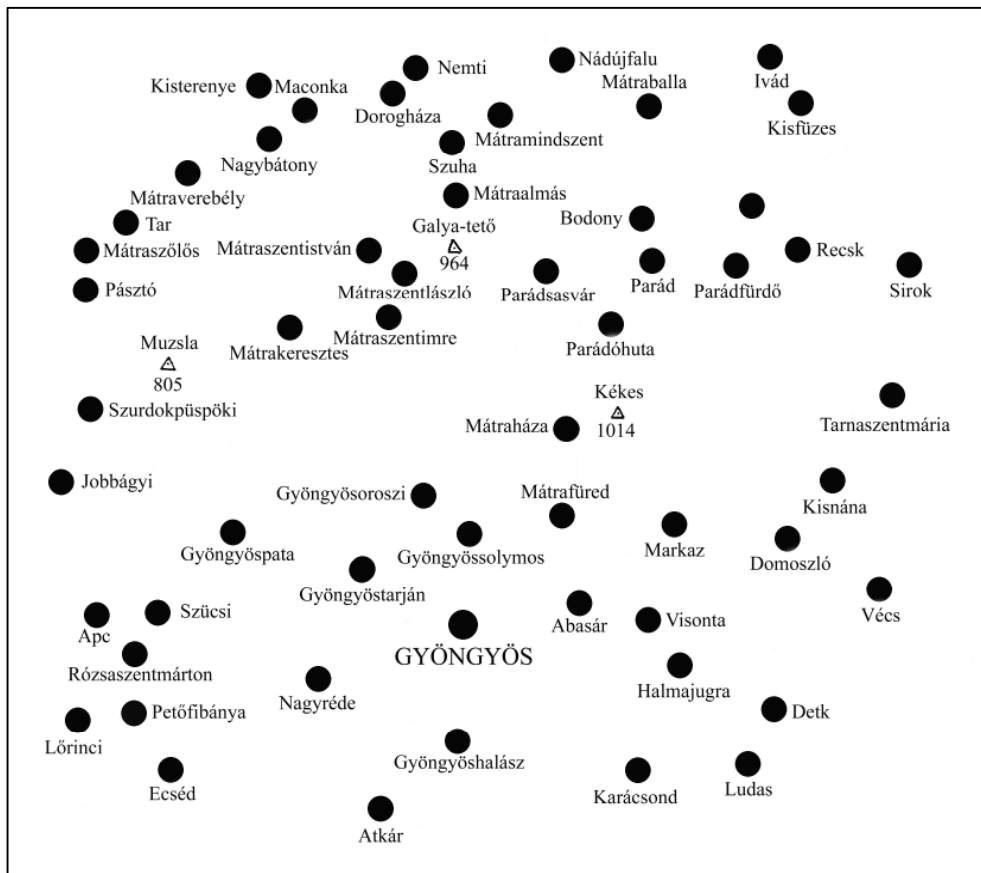 Nádújfalu
Ivád
Nemti
Kisterenye
Maconka
Mátraballa
Dorogháza
Kisfüzes
Mátramindszent
Nagybátony
Szuha
Mátraverebély
Mátraalmás
Bodony
Tar
Galya-tető
Mátraszőlős
Mátraszentistván
Recsk
964
Parád
Pásztó
Mátraszentlászló
Parádsasvár
Parádfürdő
Sirok
Muzsla
Mátrakeresztes
Mátraszentimre
Parádóhuta
805
Kékes
Szurdokpüspöki
Mátraháza
1014
Tarnaszentmária
Jobbágyi
Gyöngyösoroszi
Mátrafüred
Kisnána
Gyöngyöspata
Gyöngyössolymos
Markaz
Domoszló
Gyöngyöstarján
Szücsi
Abasár
Visonta
Vécs
Apc
GYÖNGYÖS
Rózsaszentmárton
Halmajugra
Nagyréde
Petőfibánya
Detk
Lőrinci
Gyöngyöshalász
Ecséd
Karácsond
Ludas
Atkár